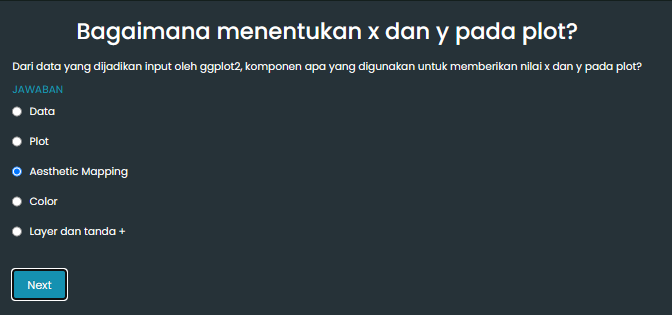 Bagaimana menentukan x dan y pada plot?
Dari data yang dijadikan input oleh ggplot2, komponen apa yang digunakan untuk memberikan nilai x dan y pada plot?
JAWABAN
Data
Plot
Aesthetic Mapping
Color
Layer dan tanda +
Next